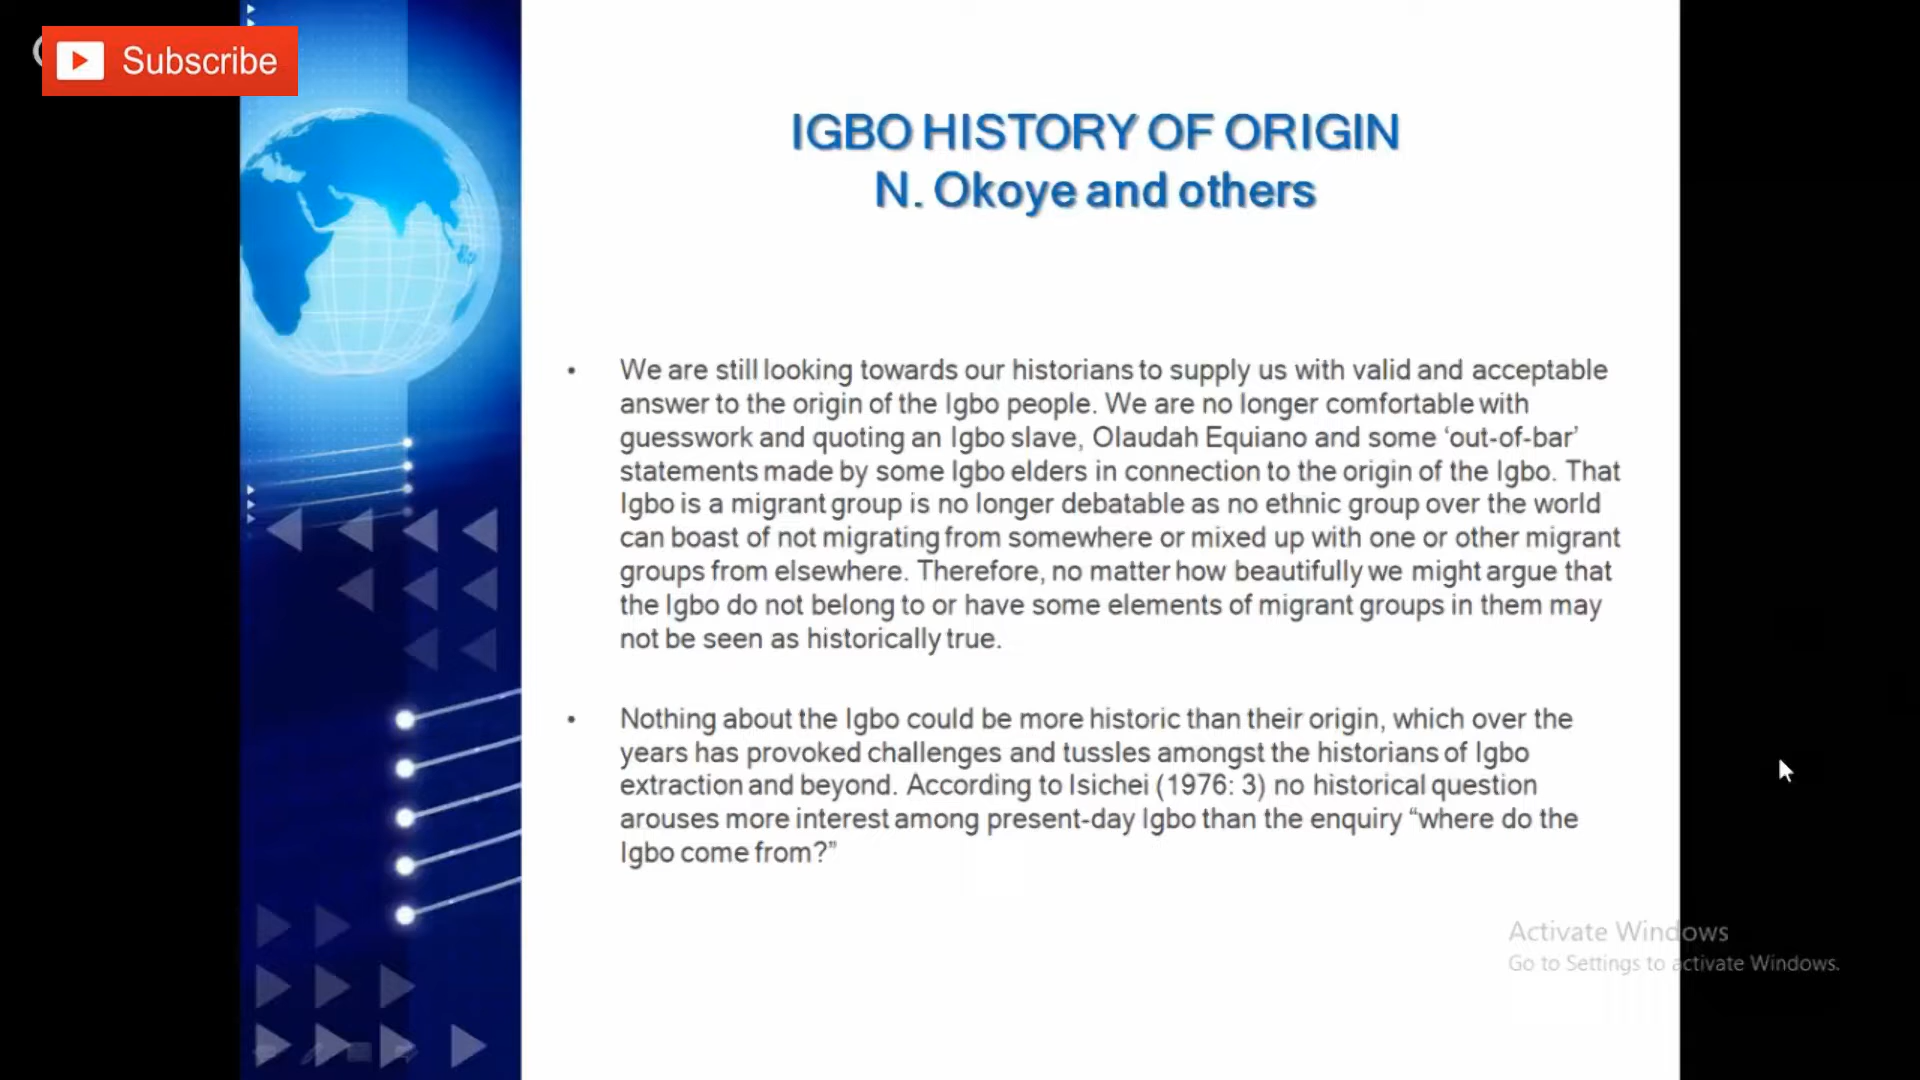 Subscribe
IGBO HISTORY OF ORIGIN
N. Okoye and others
• We are still looking towards our historians to supply us with valid and acceptable
answer to the origin of the Igbo people. We are no longer comfortable with
guesswork and quoting an Igbo slave, Olaudah Equiano and some ‘out-of-bar’
statements made by some Igbo elders in connection to the origin of the Igbo. That
Igbo is a migrant group is no longer debatable as no ethnic group over the world
can boast of not migrating from somewhere or mixed up with one or other migrant
groups from elsewhere. Therefore, no matter how beautifully we might argue that
the Igbo do not belong to or have some elements of migrant groups in them may
not be seen as historically true.
• Nothing about the Igbo could be more historic than their origin, which over the
years has provoked challenges and tussles amongst the historians of Igbo
extraction and beyond. According to Isichei (1976: 3) no historical question
arouses more interest among present-day Igbo than the enquiry “where do the
Igbo come from?”
Activate Windows
Go to Settings to activate Windows.